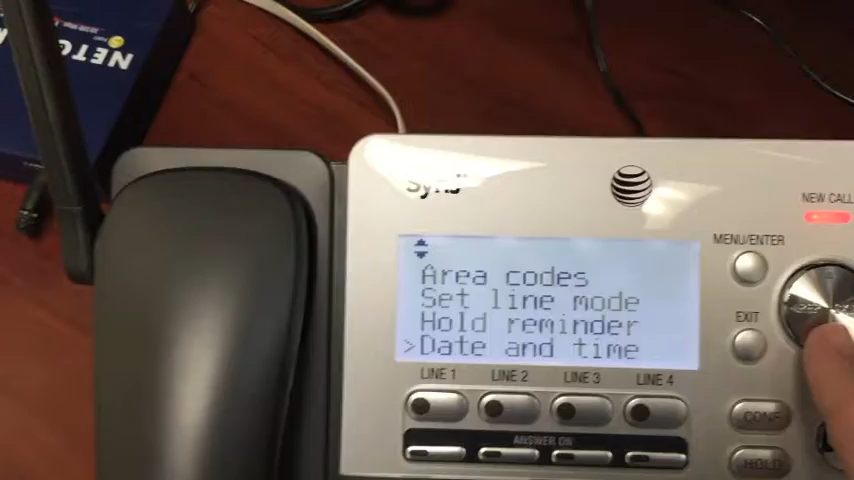 NETG
NEW CALL
MENU/ENTER
Area codes
Set line mode
Hold reminder
>Date and time
EXIT
LINE 1 LINE 2 LINE 3 LINE 4
CONF
ANSWER ON
HOLD